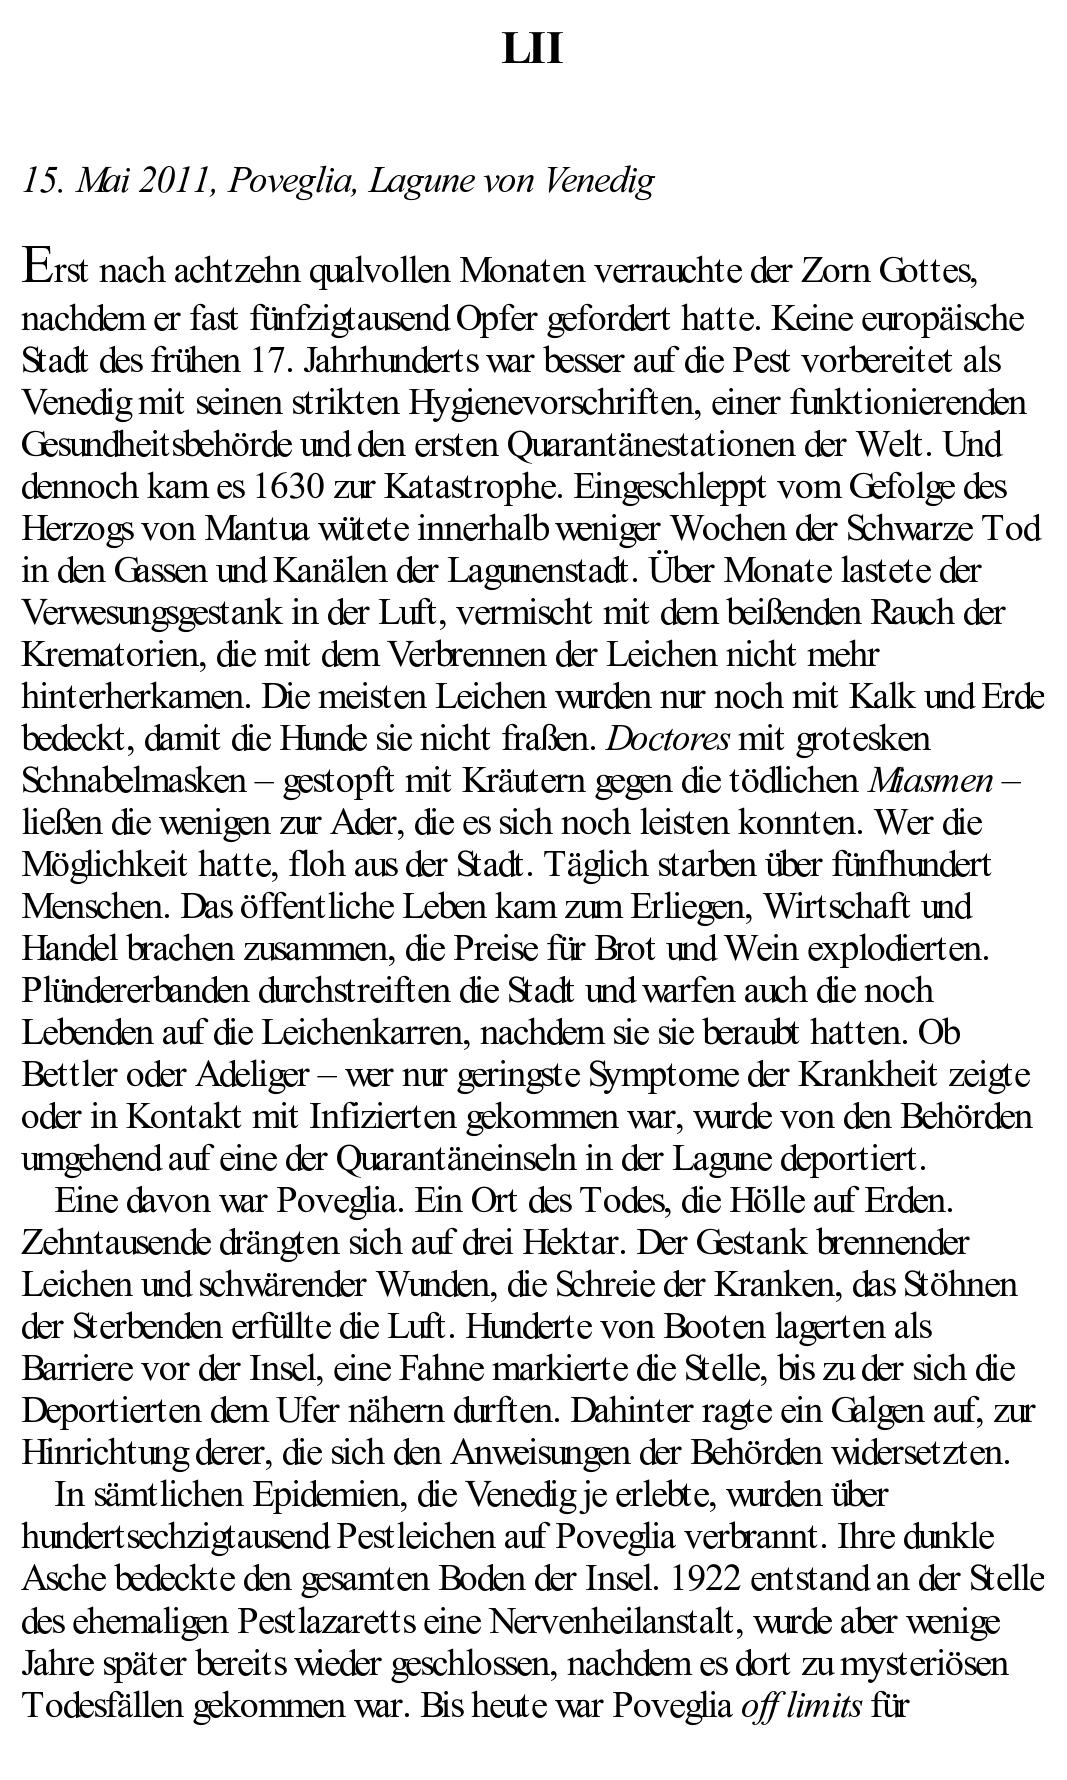 LII
15. Mai 2011, Poveglia, Lagune von Venedig
Erst nach achtzehn qualvollen Monaten verrauchte der Zorn Gottes,
nachdem er fast fünfzigtausend Opfer gefordert hatte. Keine europäische
Stadt des frühen 17. Jahrhunderts war besser auf die Pest vorbereitet als
Venedig mit seinen strikten Hygienevorschriften, einer funktionierenden
Gesundheitsbehörde und den ersten Quarantänestationen der Welt. Und
dennoch kam es 1630 zur Katastrophe. Eingeschleppt vom Gefolge des
Herzogs von Mantua wütete innerhalb weniger Wochen der Schwarze Tod
in den Gassen und Kanälen der Lagunenstadt. Über Monate lastete der
Verwesungsgestank in der Luft, vermischt mit dem beißenden Rauch der
Krematorien, die mit dem Verbrennen der Leichen nicht mehr
hinterherkamen. Die meisten Leichen wurden nur noch mit Kalk und Erde
bedeckt, damit die Hunde sie nicht fraßen. Doctores mit grotesken
Schnabelmasken – gestopft mit Kräutern gegen die tödlichen Miasmen –
ließen die wenigen zur Ader, die es sich noch leisten konnten. Wer die
Möglichkeit hatte, floh aus der Stadt. Täglich starben über fünfhundert
Menschen. Das öffentliche Leben kam zum Erliegen, Wirtschaft und
Handel brachen zusammen, die Preise für Brot und Wein explodierten.
Plündererbanden durchstreiften die Stadt und warfen auch die noch
Lebenden auf die Leichenkarren, nachdem sie sie beraubt hatten. Ob
Bettler oder Adeliger – wer nur geringste Symptome der Krankheit zeigte
oder in Kontakt mit Infizierten gekommen war, wurde von den Behörden
umgehend auf eine der Quarantäneinseln in der Lagune deportiert.
Eine davon war Poveglia. Ein Ort des Todes, die Hölle auf Erden.
Zehntausende drängten sich auf drei Hektar. Der Gestank brennender
Leichen und schwärender Wunden, die Schreie der Kranken, das Stöhnen
der Sterbenden erfüllte die Luft. Hunderte von Booten lagerten als
Barriere vor der Insel, eine Fahne markierte die Stelle, bis zu der sich die
Deportierten dem Ufer nähern durften. Dahinter ragte ein Galgen auf, zur
Hinrichtung derer, die sich den Anweisungen der Behörden widersetzten.
In sämtlichen Epidemien, die Venedig je erlebte, wurden über
hundertsechzigtausend Pestleichen auf Poveglia verbrannt. Ihre dunkle
Asche bedeckte den gesamten Boden der Insel. 1922 entstand an der Stelle
des ehemaligen Pestlazaretts eine Nervenheilanstalt, wurde aber wenige
Jahre später bereits wieder geschlossen, nachdem es dort zu mysteriösen
Todesfällen gekommen war. Bis heute war Poveglia off limits für